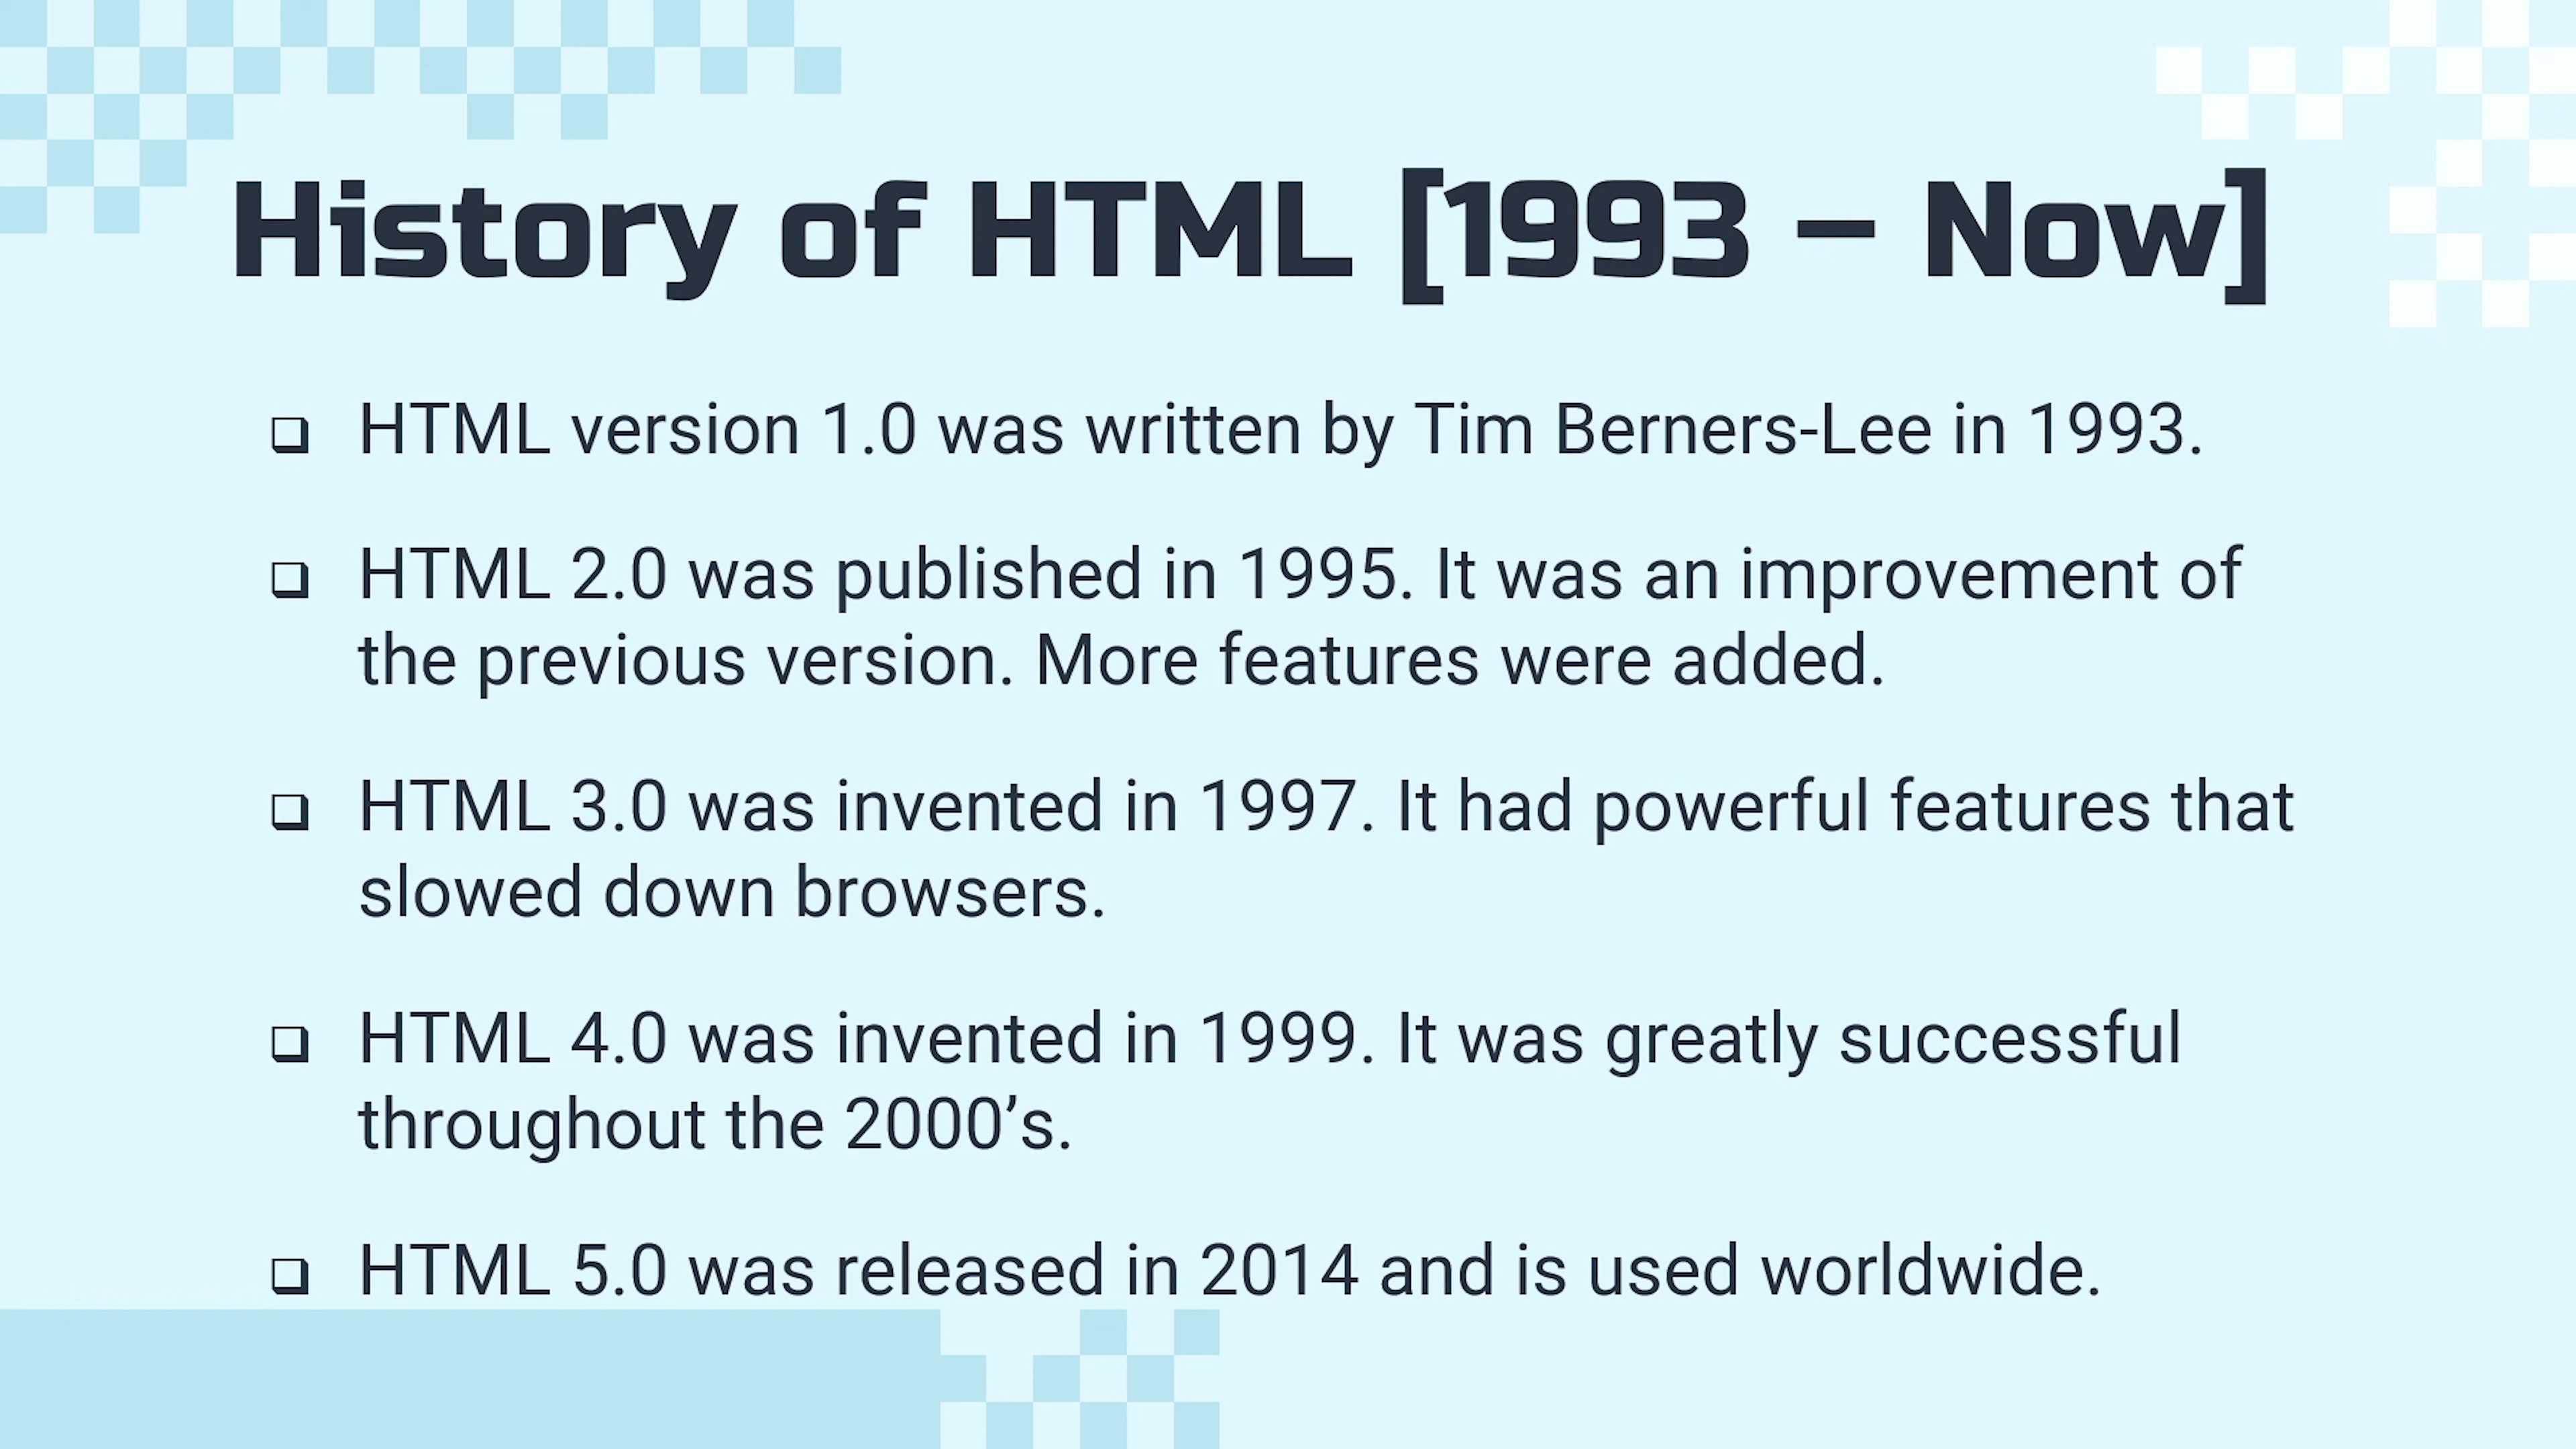 History of HTML [1993 – Now]
❑ HTML version 1.0 was written by Tim Berners-Lee in 1993.
❑ HTML 2.0 was published in 1995. It was an improvement of
the previous version. More features were added.
❑ HTML 3.0 was invented in 1997. It had powerful features that
slowed down browsers.
❑ HTML 4.0 was invented in 1999. It was greatly successful
throughout the 2000’s.
❑ HTML 5.0 was released in 2014 and is used worldwide.